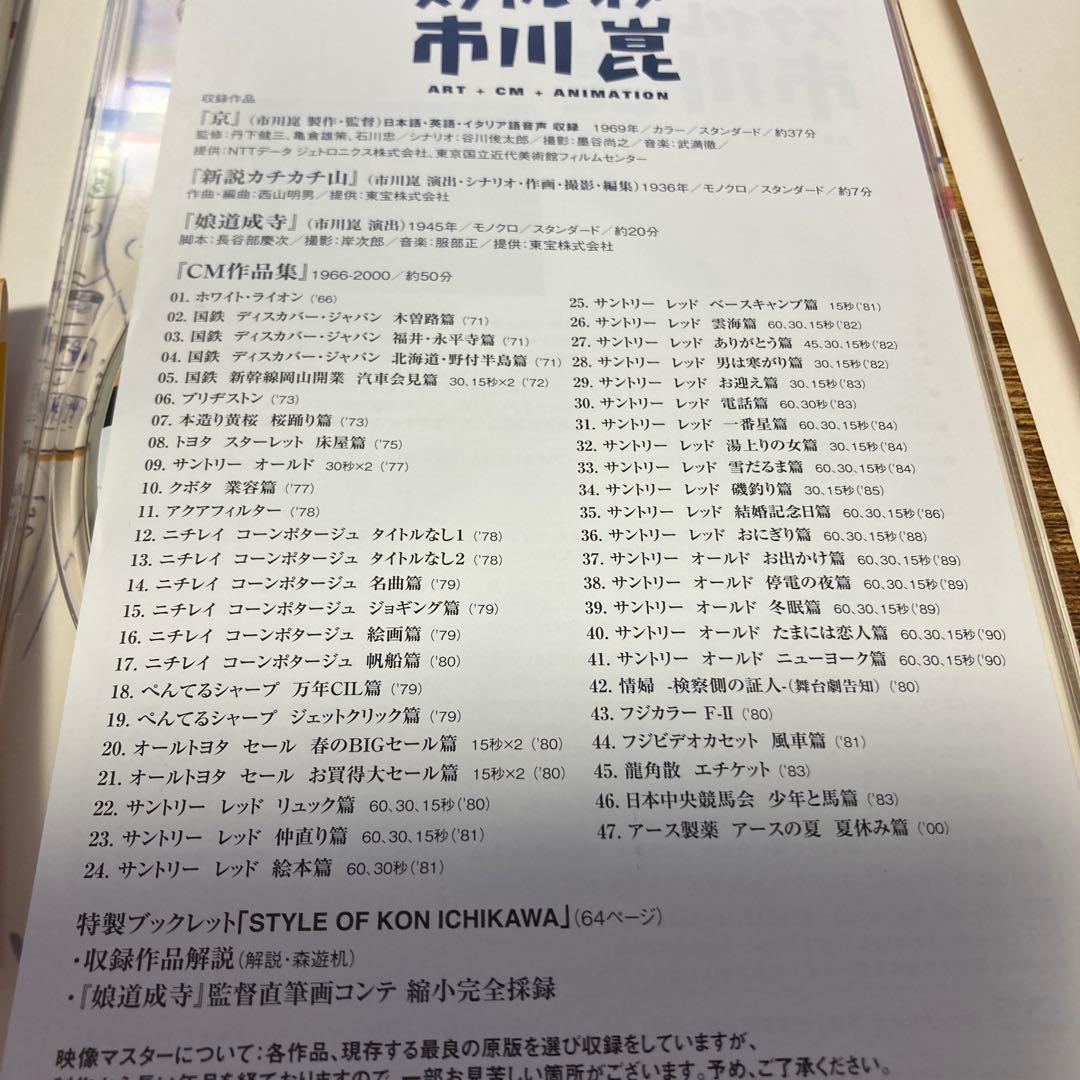 市川 崑
ART + CM + ANIMATION
収録作品
『京』(市川崑 製作・監督)日本語・英語・イタリア語音声 収録 1969年／カラー／スタンダード／約37分
監修:丹下健三、亀倉雄策、石川忠／シナリオ:谷川俊太郎／撮影:墨谷尚之／音楽:武満徹／
提供:NTTデータ ジェトロニクス株式会社、東京国立近代美術館フィルムセンター
『新説カチカチ山』(市川崑 演出・シナリオ・作画・撮影・編集)1936年／モノクロ／スタンダード／約7分
作曲・編曲:西山明男／提供:東宝株式会社
『娘道成寺』(市川崑 演出)1945年／モノクロ／スタンダード／約20分
脚本:長谷部慶次／撮影:岸次郎／音楽:服部正／提供:東宝株式会社
『CM作品集』1966-2000／約50分
01. ホワイト・ライオン ('66)
02. 国鉄 ディスカバー・ジャパン 木曽路篇 ('71)
03. 国鉄 ディスカバー・ジャパン 福井・永平寺篇 ('71)
04. 国鉄 ディスカバー・ジャパン 北海道・野付半島篇 ('71)
05. 国鉄 新幹線岡山開業 汽車会見篇 30、15秒×2 ('72)
06. ブリヂストン ('73)
07. 本造り黄桜 桜踊り篇 ('73)
08. トヨタ スターレット 床屋篇 ('75)
09. サントリー オールド 30秒×2 ('77)
10. クボタ 業容篇 ('77)
11. アクアフィルター ('78)
12. ニチレイ コーンポタージュ タイトルなし1 ('78)
13. ニチレイ コーンポタージュ タイトルなし2 ('78)
14. ニチレイ コーンポタージュ 名曲篇 ('79)
15. ニチレイ コーンポタージュ ジョギング篇 ('79)
16. ニチレイ コーンポタージュ 絵画篇 ('79)
17. ニチレイ コーンポタージュ 帆船篇 ('80)
18. ぺんてるシャープ 万年CIL篇 ('79)
19. ぺんてるシャープ ジェットクリック篇 ('79)
20. オールトヨタ セール 春のBIGセール篇 15秒×2 ('80)
21. オールトヨタ セール お買得大セール篇 15秒×2 ('80)
22. サントリー レッド リュック篇 60、30、15秒('80)
23. サントリー レッド 仲直り篇 60、30、15秒('81)
24. サントリー レッド 絵本篇 60、30秒('81)
25. サントリー レッド ベースキャンプ篇 15秒('81)
26. サントリー レッド 雲海篇 60、30、15秒('82)
27. サントリー レッド ありがとう篇 45、30、15秒('82)
28. サントリー レッド 男は寒がり篇 30、15秒('82)
29. サントリー レッド お迎え篇 30、15秒('83)
30. サントリー レッド 電話篇 60、30秒('83)
31. サントリー レッド 一番星篇 60、30、15秒('84)
32. サントリー レッド 湯上りの女篇 30、15秒('84)
33. サントリー レッド 雪だるま篇 60、30、15秒('84)
34. サントリー レッド 磯釣り篇 30、15秒('85)
35. サントリー レッド 結婚記念日篇 60、30、15秒('86)
36. サントリー レッド おにぎり篇 60、30秒('88)
37. サントリー オールド お出かけ篇 60、30、15秒('89)
38. サントリー オールド 停電の夜篇 60、30、15秒('89)
39. サントリー オールド 冬眠篇 60、30、15秒('89)
40. サントリー オールド たまには恋人篇 60、30、15秒('90)
41. サントリー オールド ニューヨーク篇 60、30、15秒('90)
42. 情婦 -検察側の証人-(舞台劇告知) ('80)
43. フジカラー F-II ('80)
44. フジビデオカセット 風車篇 ('81)
45. 龍角散 エチケット ('83)
46. 日本中央競馬会 少年と馬篇 ('83)
47. アース製薬 アースの夏 夏休み篇 ('00)
特製ブックレット「STYLE OF KON ICHIKAWA」(64ページ)
・収録作品解説(解説・森遊机)
・『娘道成寺』監督直筆画コンテ 縮小完全採録
映像マスターについて:各作品、現存する最良の原版を選び収録をしていますが、
一部お見苦しい箇所がございます。予め、ご了承ください。